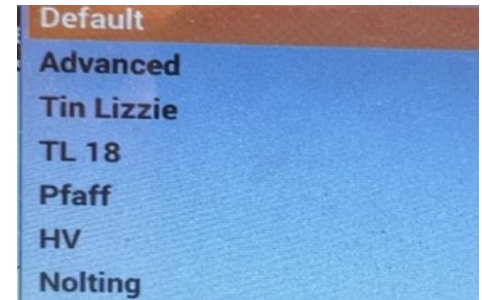 Default
Advanced
Tin Lizzie
TL 18
Pfaff
HV
Nolting